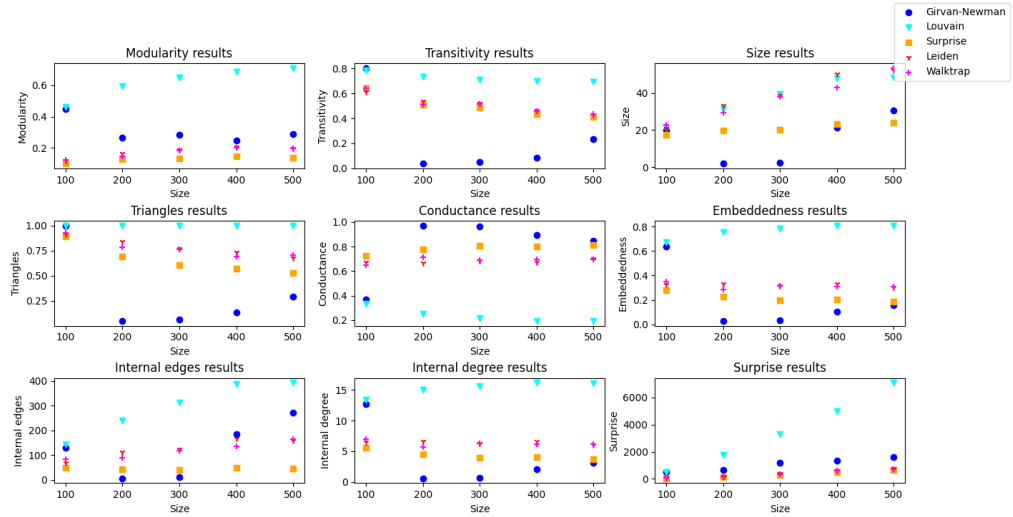 Girvan-Newman
Louvain
Surprise
Leiden
Walktrap
Modularity results
Modularity
0.6
0.4
0.2
100 200 300 400 500
Size
Transitivity results
Transitivity
0.8
0.6
0.4
0.2
0.0
100 200 300 400 500
Size
Size results
Size
40
20
0
100 200 300 400 500
Size
Triangles results
Triangles
1.00
0.75
0.50
0.25
100 200 300 400 500
Size
Conductance results
Conductance
1.0
0.8
0.6
0.4
0.2
100 200 300 400 500
Size
Embeddedness results
Embeddedness
0.8
0.6
0.4
0.2
0.0
100 200 300 400 500
Size
Internal edges results
Internal edges
400
300
200
100
0
100 200 300 400 500
Size
Internal degree results
Internal degree
15
10
5
0
100 200 300 400 500
Size
Surprise results
Surprise
6000
4000
2000
0
100 200 300 400 500
Size